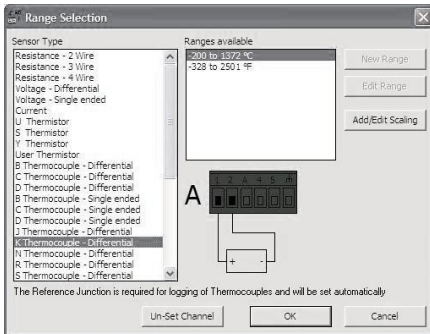 Range Selection
Sensor Type
Resistance - 2 Wire
Resistance - 3 Wire
Resistance - 4 Wire
Voltage - Differential
Voltage - Single ended
Current
U Thermistor
S Thermistor
Y Thermistor
User Thermistor
B Thermocouple - Differential
C Thermocouple - Differential
D Thermocouple - Differential
B Thermocouple - Single ended
C Thermocouple - Single ended
D Thermocouple - Single ended
J Thermocouple - Differential
K Thermocouple - Differential
N Thermocouple - Differential
R Thermocouple - Differential
S Thermocouple - Differential
Ranges available
-200 to 1372 ºC
-328 to 2501 ºF
New Range
Edit Range
Add/Edit Scaling
A
1 2 A 4 5
+ -
The Reference Junction is required for logging of Thermocouples and will be set automatically
Un-Set Channel
OK
Cancel